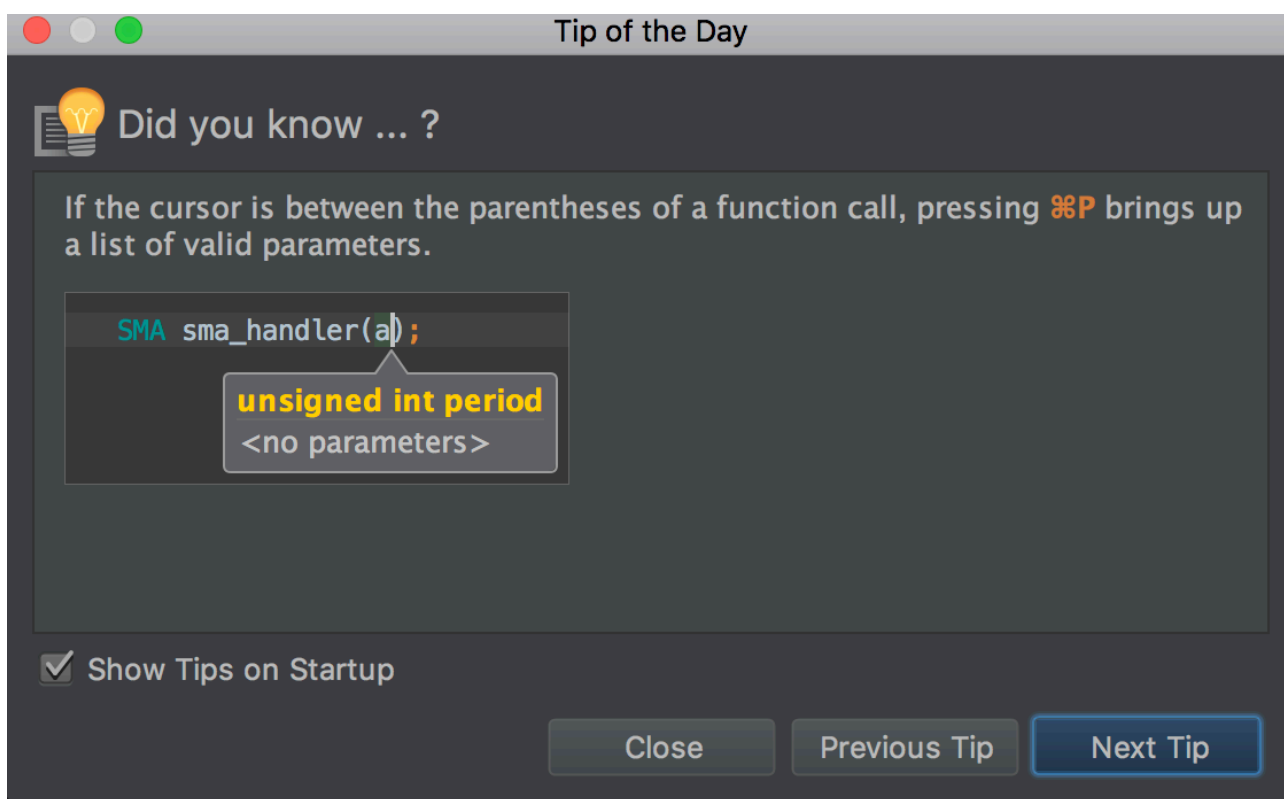 Tip of the Day
Did you know ... ?
If the cursor is between the parentheses of a function call, pressing ⌘P brings up
a list of valid parameters.
SMA sma_handler(a);
unsigned int period
<no parameters>
Show Tips on Startup
Close
Previous Tip
Next Tip